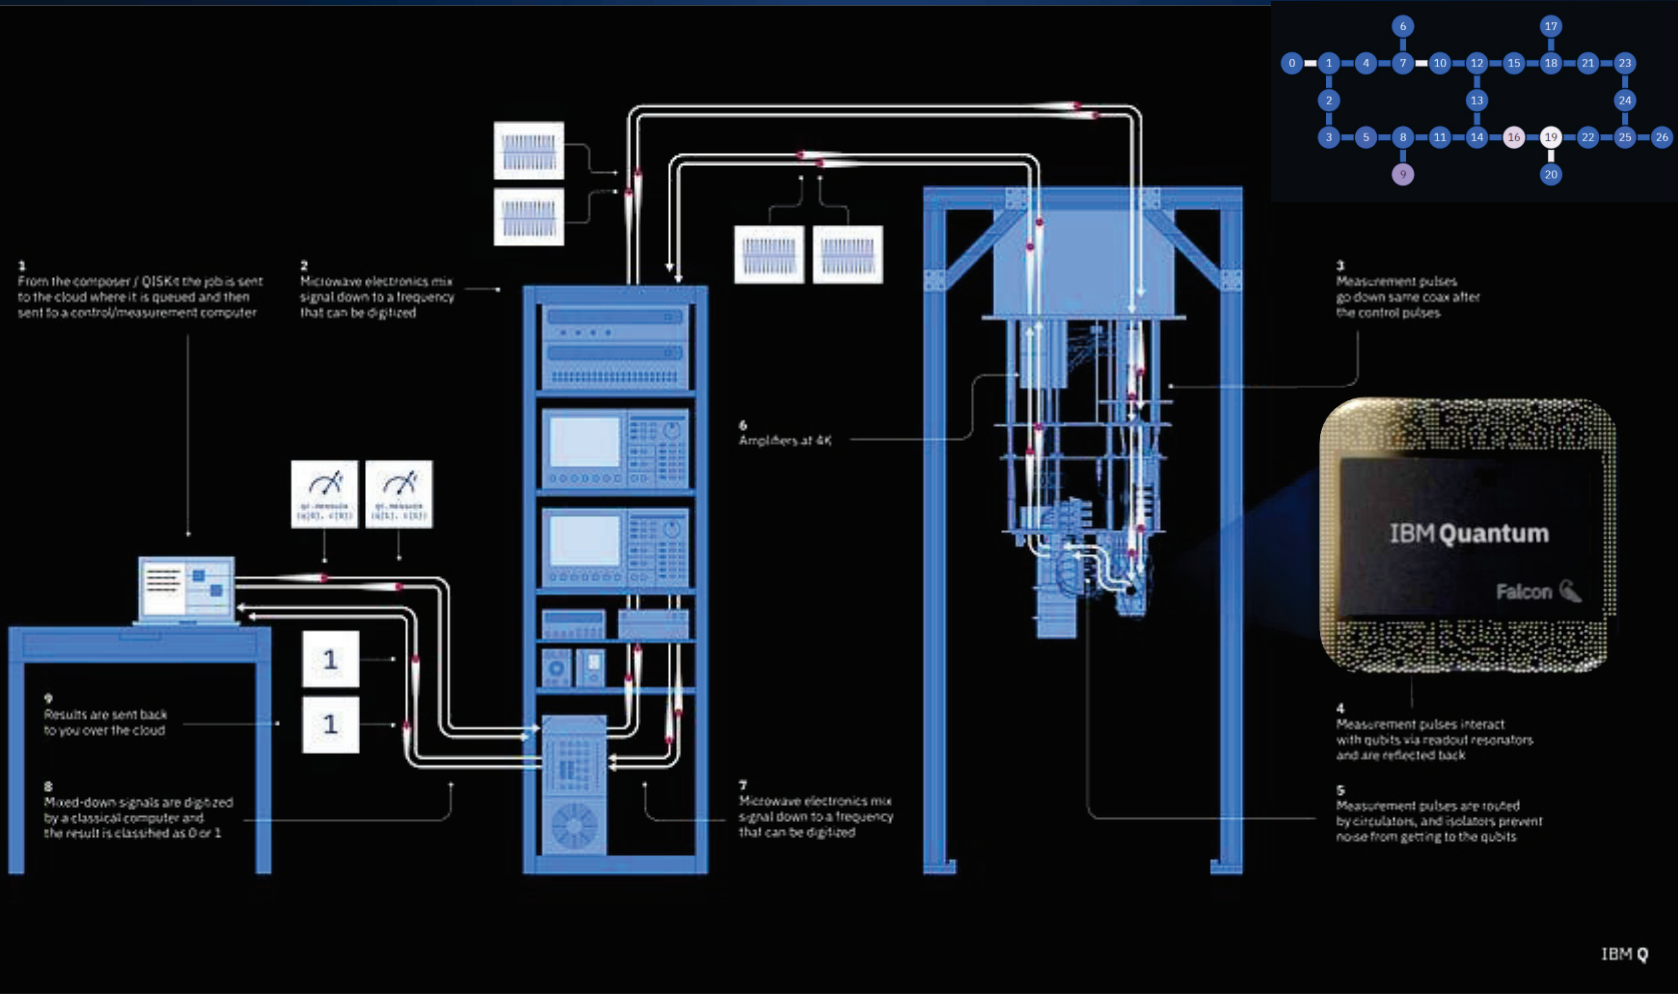 6
17
0
1
4
7
10
12
15
18
21
23
2
13
24
3
5
8
11
14
16
19
22
25
26
9
20
1
From the composer / QISKit the job is sent
to the cloud where it is queued and then
sent to a control/measurement computer
2
Microwave electronics mix
signal down to a frequency
that can be digitized
3
Measurement pulses
go down same coax after
the control pulses
6
Amplifiers at 4K
IBM Quantum
Falcon
1
1
9
Results are sent back
to you over the cloud
8
Mixed-down signals are digitized
by a classical computer and
the result is classified as 0 or 1
7
Microwave electronics mix
signal down to a frequency
that can be digitized
4
Measurement pulses interact
with qubits via readout resonators
and are reflected back
5
Measurement pulses are routed
by circulators, and isolators prevent
noise from getting to the qubits
IBM Q